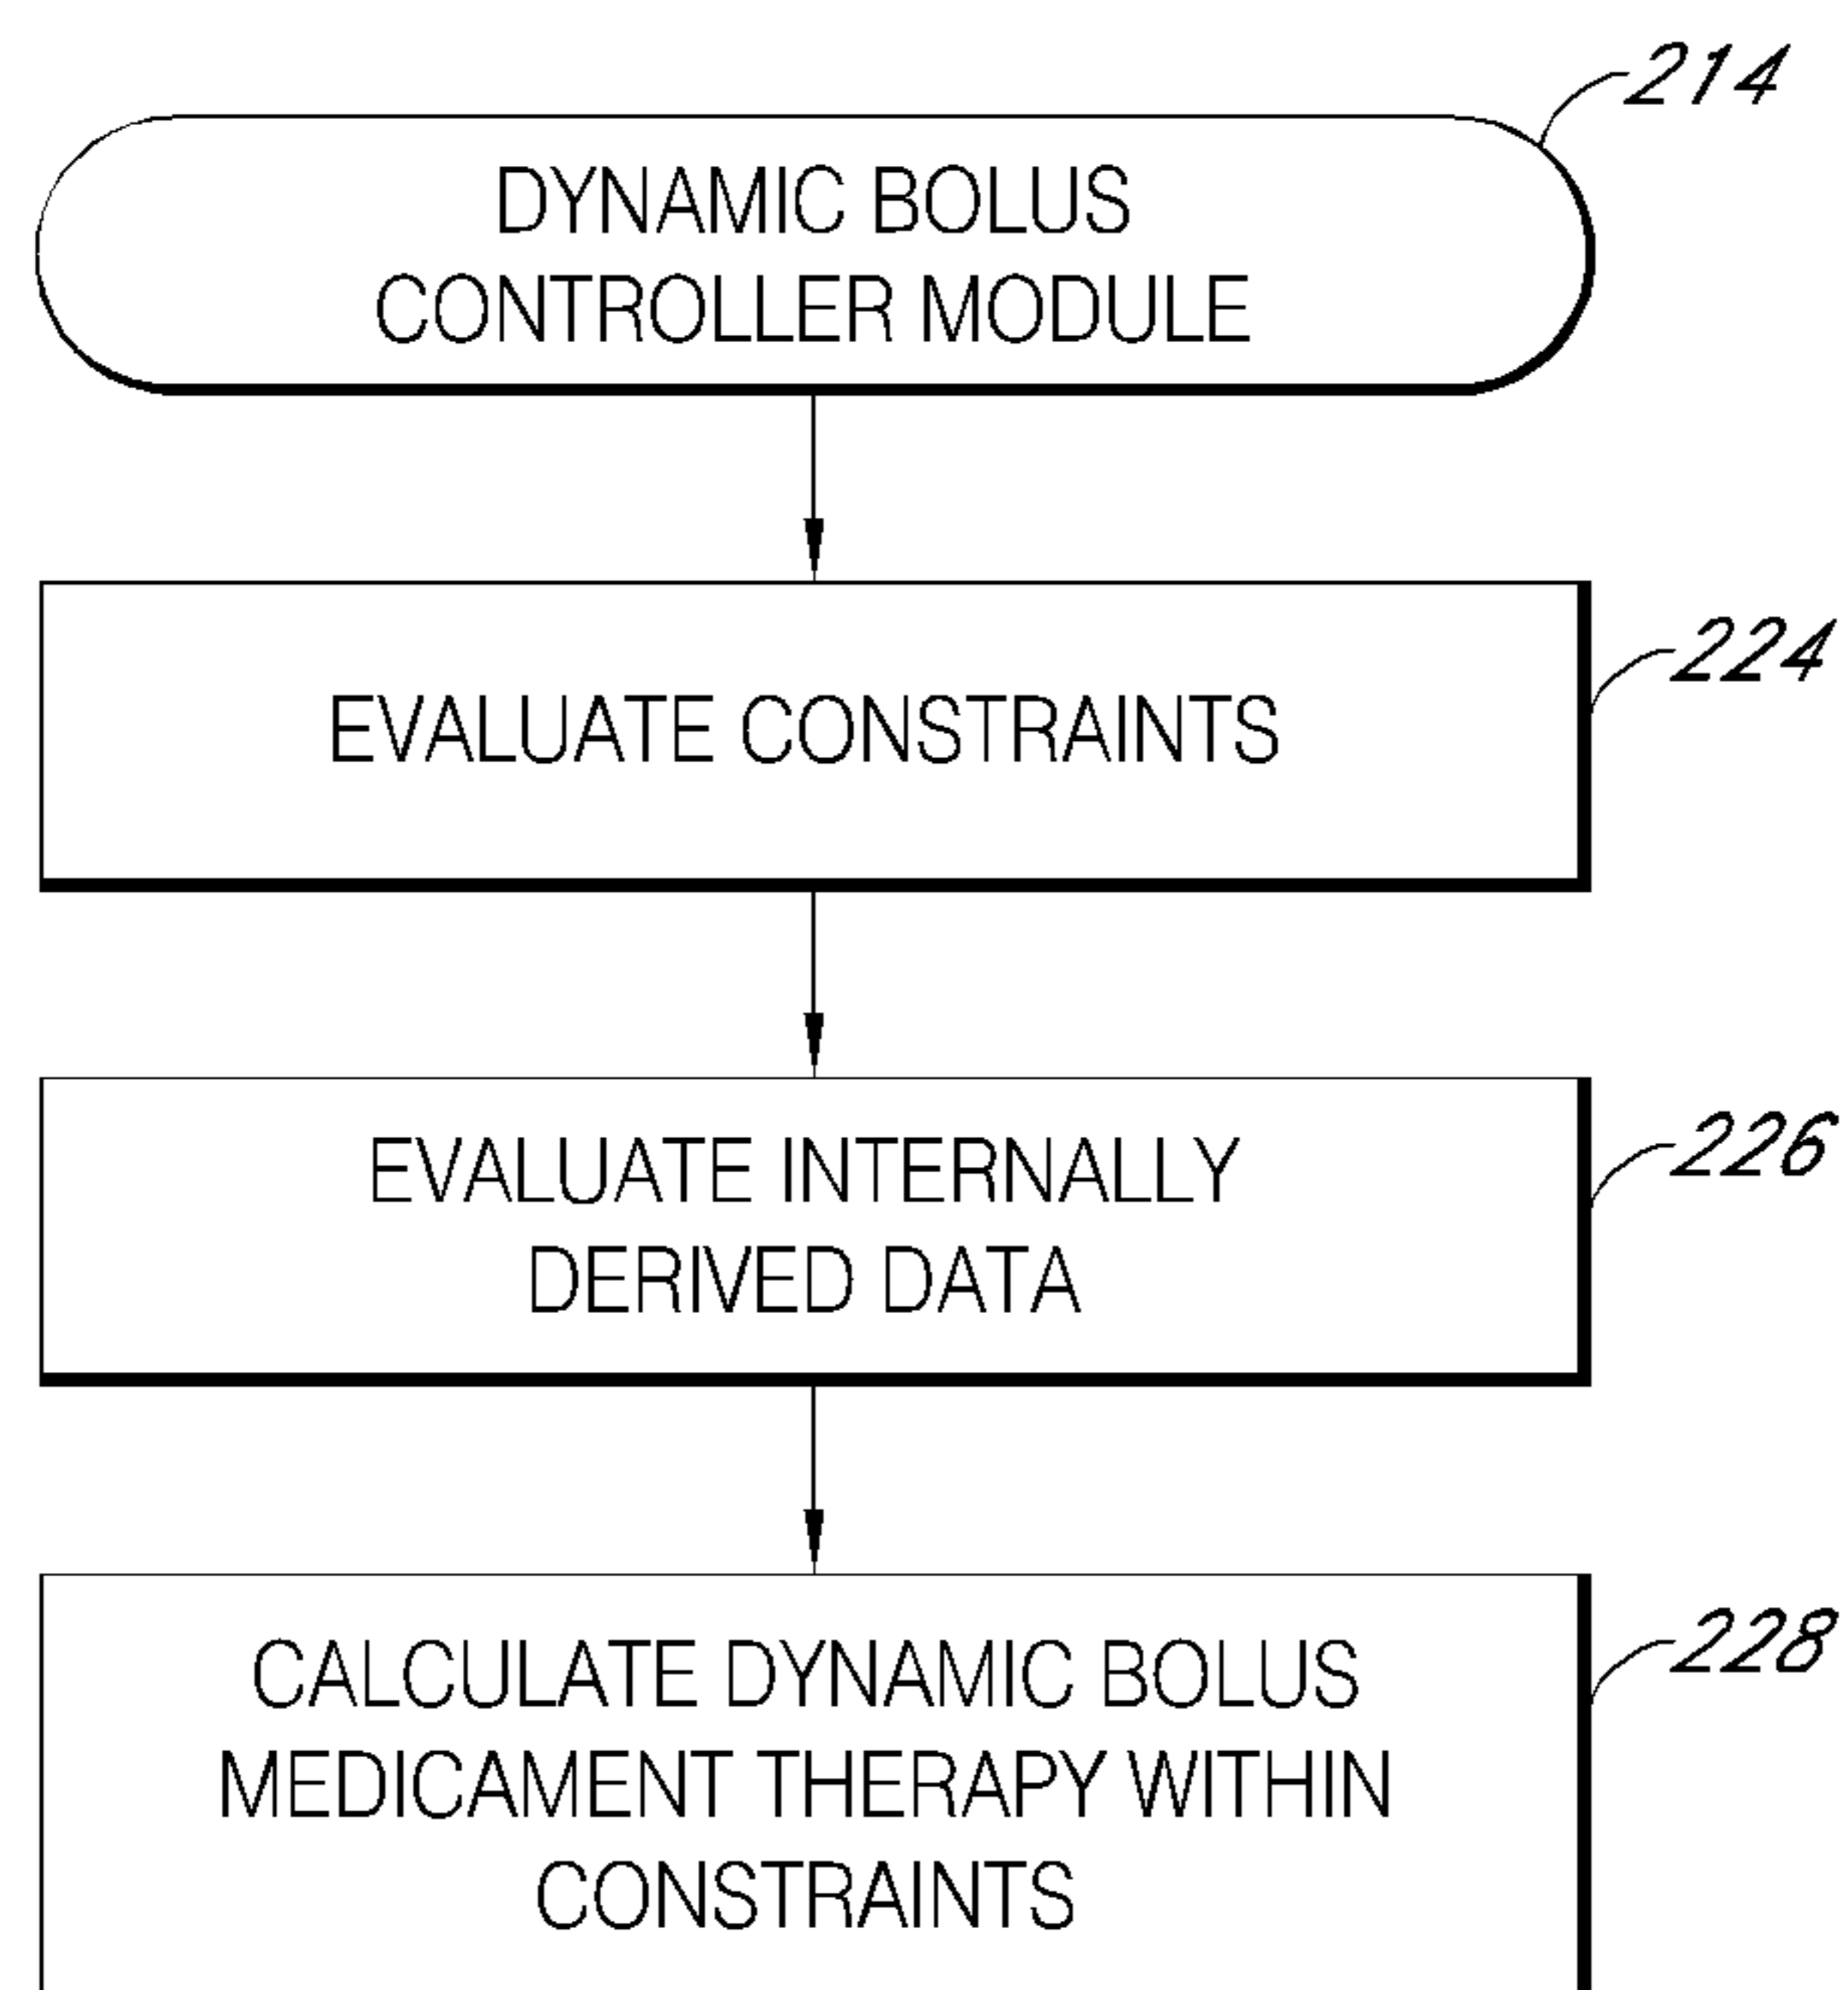 214
DYNAMIC BOLUS
CONTROLLER MODULE
224
EVALUATE CONSTRAINTS
226
EVALUATE INTERNALLY
DERIVED DATA
228
CALCULATE DYNAMIC BOLUS
MEDICAMENT THERAPY WITHIN
CONSTRAINTS